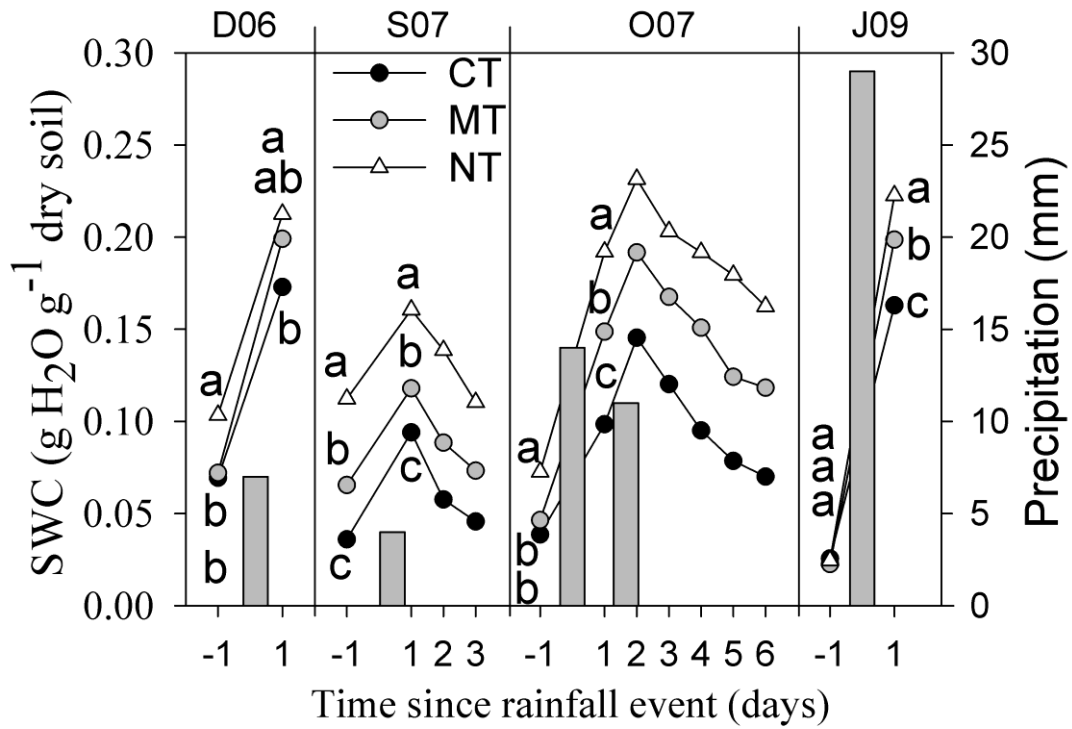 D06 S07 O07 J09
CT
MT
NT
0.30
0.25
0.20
0.15
0.10
0.05
0.00
SWC (g H₂O g⁻¹ dry soil)
a
b
b
a
ab
b
a
b
c
a
b
c
a
b
b
a
b
c
a
a
a
a
b
c
30
25
20
15
10
5
0
Precipitation (mm)
-1 1 -1 1 2 3 -1 1 2 3 4 5 6 -1 1
Time since rainfall event (days)